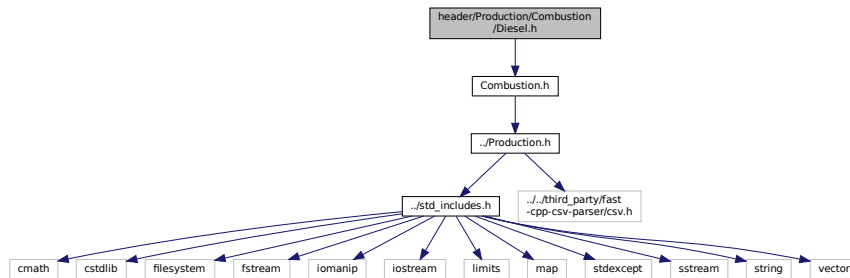 header/Production/Combustion
/Diesel.h
Combustion.h
../Production.h
../std_includes.h
../../third_party/fast
-cpp-csv-parser/csv.h
cmath
cstdlib
filesystem
fstream
iomanip
iostream
limits
map
stdexcept
sstream
string
vector